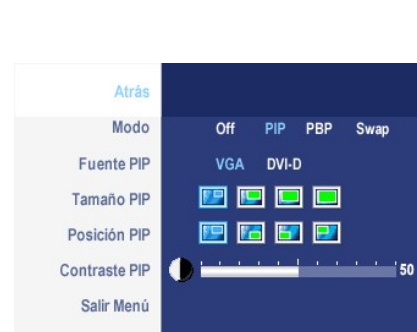 Atrás
Modo Off PIP PBP Swap
Fuente PIP VGA DVI-D
Tamaño PIP
Posición PIP
Contraste PIP 50
Salir Menú